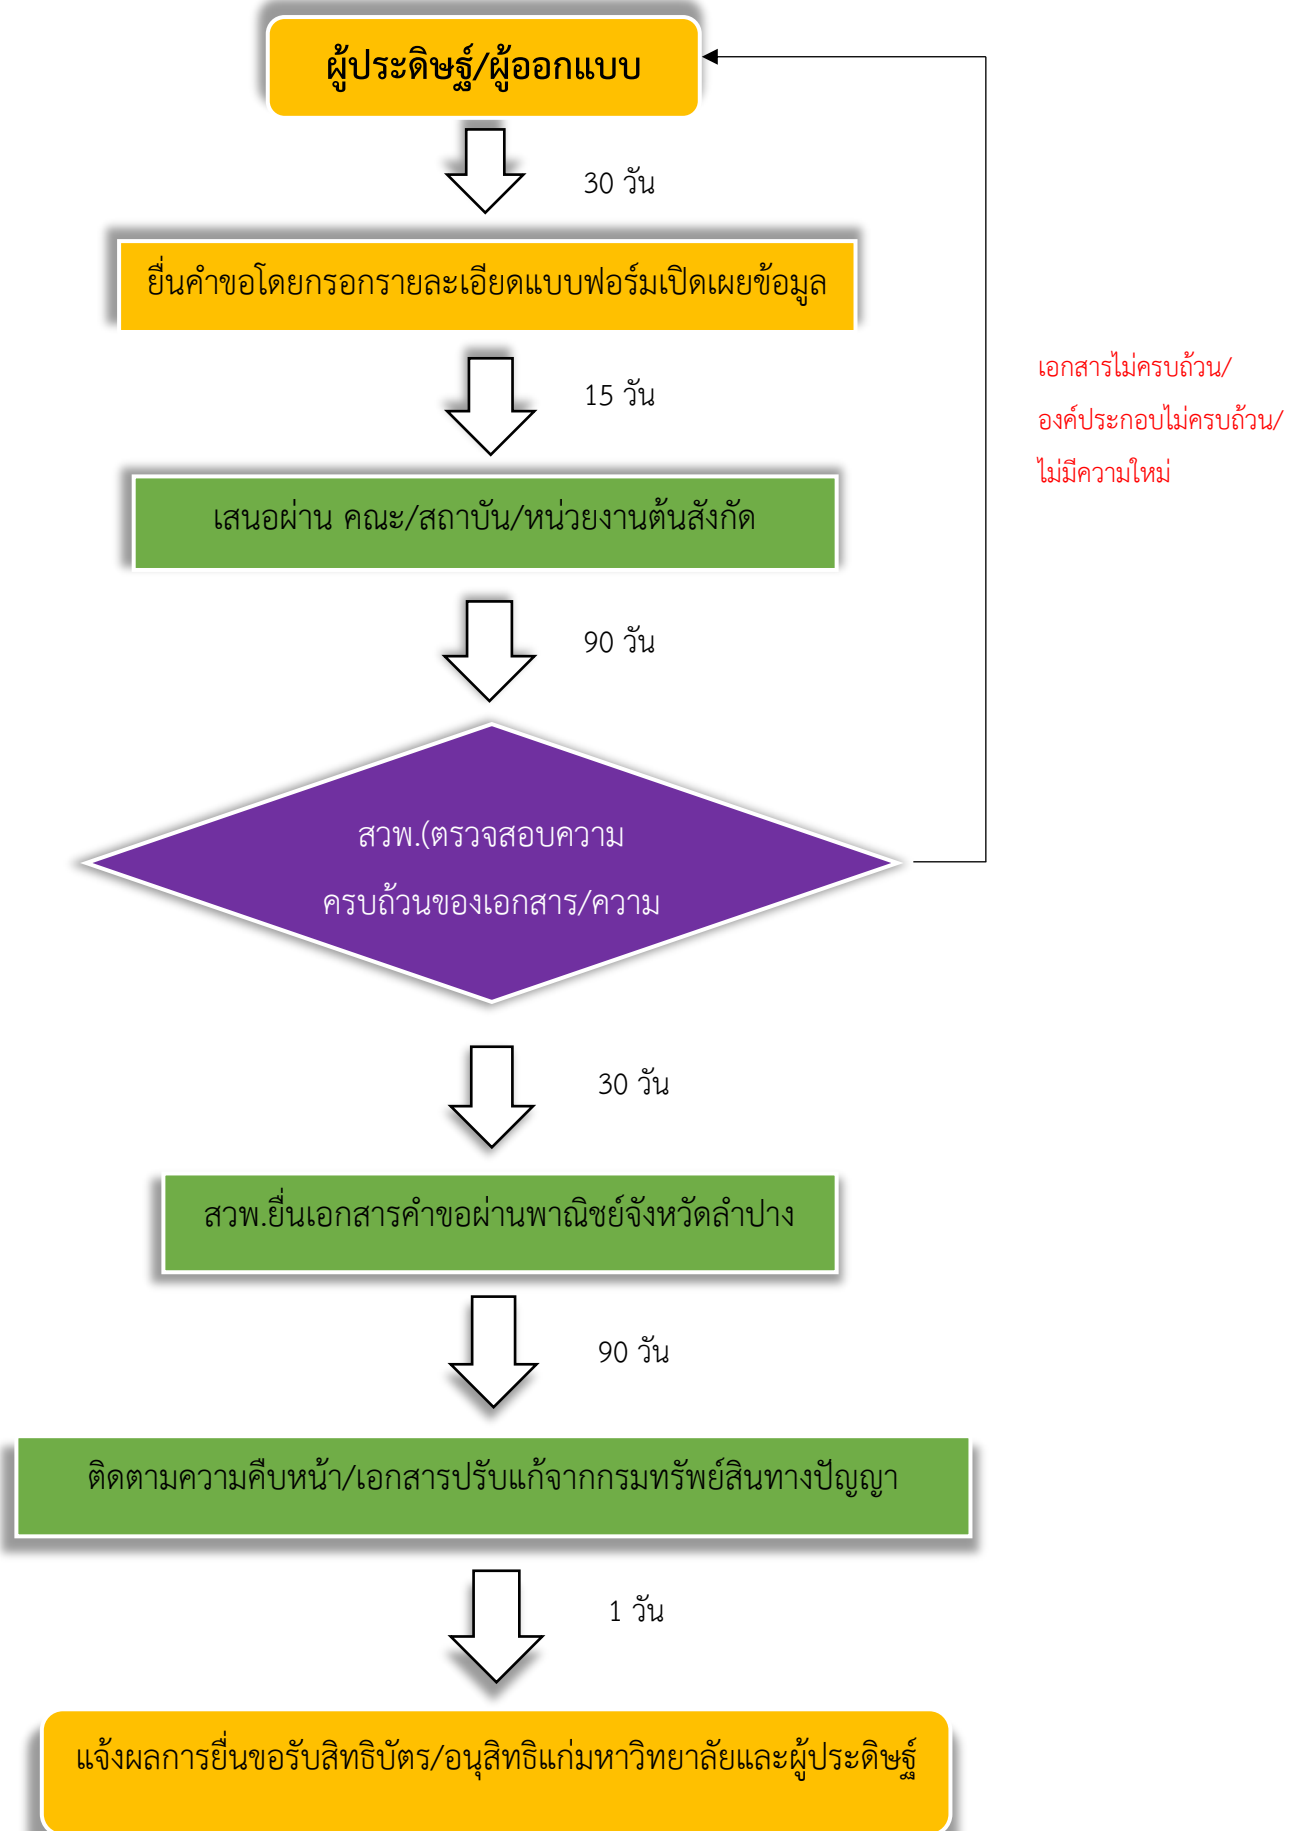 ผู้ประดิษฐ์/ผู้ออกแบบ
30 วัน
ยื่นคำขอโดยกรอกรายละเอียดแบบฟอร์มเปิดเผยข้อมูล
15 วัน
เอกสารไม่ครบถ้วน/
องค์ประกอบไม่ครบถ้วน/
ไม่มีความใหม่
เสนอผ่าน คณะ/สถาบัน/หน่วยงานต้นสังกัด
90 วัน
สวพ.(ตรวจสอบความ
ครบถ้วนของเอกสาร/ความ
30 วัน
สวพ.ยื่นเอกสารคำขอผ่านพาณิชย์จังหวัดลำปาง
90 วัน
ติดตามความคืบหน้า/เอกสารปรับแก้จากกรมทรัพย์สินทางปัญญา
1 วัน
แจ้งผลการยื่นขอรับสิทธิบัตร/อนุสิทธิแก่มหาวิทยาลัยและผู้ประดิษฐ์